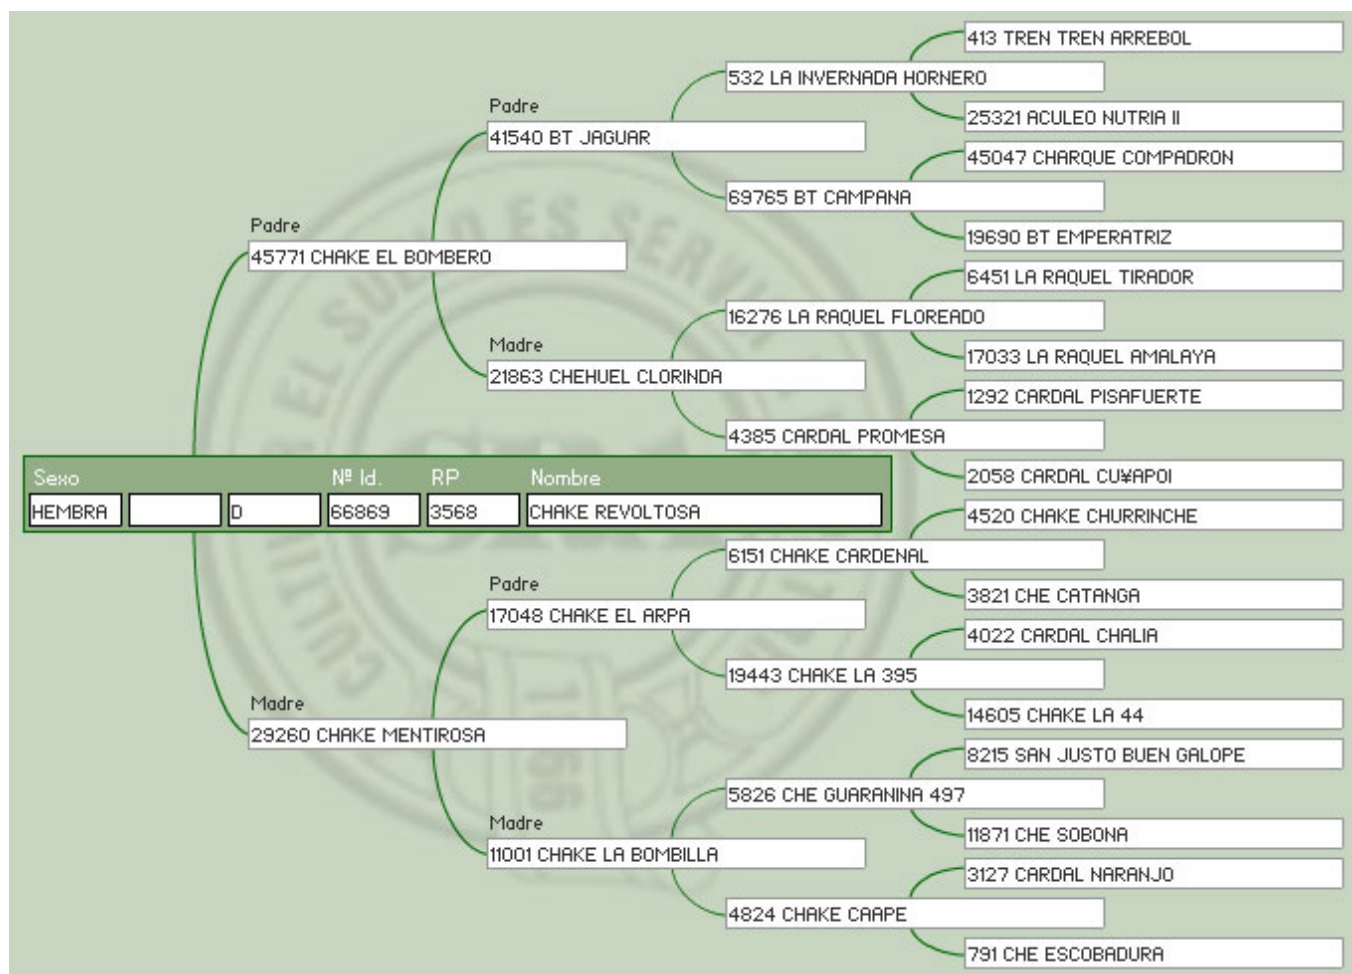 413 TREN TREN ARREBOL
532 LA INVERNADA HORNERO
25321 ACULEO NUTRIA II
Padre
41540 BT JAGUAR
45047 CHARQUE COMPADRON
69765 BT CAMPANA
19690 BT EMPERATRIZ
Padre
45771 CHAKE EL BOMBERO
6451 LA RAQUEL TIRADOR
16276 LA RAQUEL FLOREADO
17033 LA RAQUEL AMALAYA
Madre
21863 CHEHUEL CLORINDA
1292 CARDAL PISAFUERTE
4385 CARDAL PROMESA
2058 CARDAL CU¥APOI
Sexo Nº Id. RP Nombre
HEMBRA D 66869 3568 CHAKE REVOLTOSA
4520 CHAKE CHURRINCHE
6151 CHAKE CARDENAL
3821 CHE CATANGA
Padre
17048 CHAKE EL ARPA
4022 CARDAL CHALIA
19443 CHAKE LA 395
14605 CHAKE LA 44
Madre
29260 CHAKE MENTIROSA
8215 SAN JUSTO BUEN GALOPE
5826 CHE GUARANINA 497
11871 CHE SOBONA
Madre
11001 CHAKE LA BOMBILLA
3127 CARDAL NARANJO
4824 CHAKE CAAPE
791 CHE ESCOBADURA